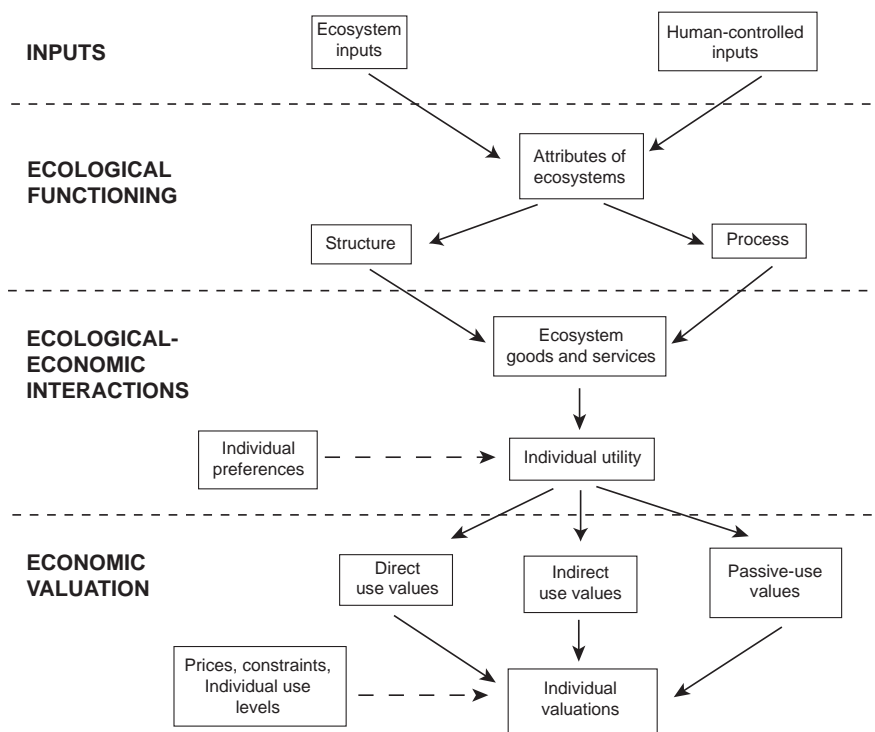 INPUTS
Ecosystem
inputs
Human-controlled
inputs
ECOLOGICAL
FUNCTIONING
Attributes of
ecosystems
Structure
Process
ECOLOGICAL-
ECONOMIC
INTERACTIONS
Ecosystem
goods and services
Individual
preferences
Individual utility
ECONOMIC
VALUATION
Direct
use values
Indirect
use values
Passive-use
values
Prices, constraints,
Individual use
levels
Individual
valuations